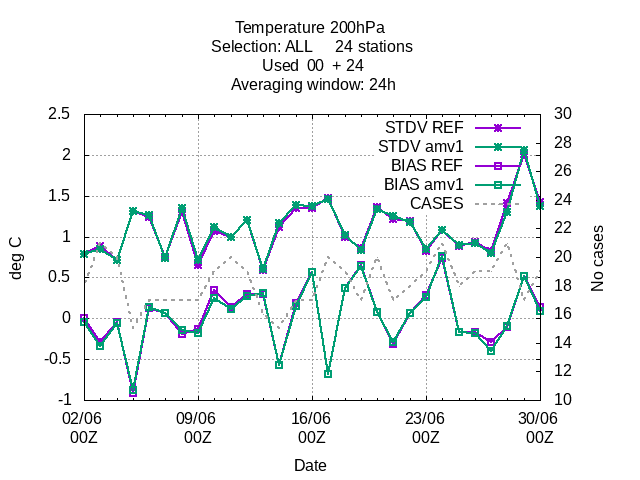 Temperature 200hPa
Selection: ALL     24 stations
Used  00  + 24
Averaging window: 24h
STDV REF
STDV amv1
BIAS REF
BIAS amv1
CASES
deg C
2.5
2
1.5
1
0.5
0
-0.5
-1
30
28
26
24
22
20
18
16
14
12
10
No cases
02/06 09/06 16/06 23/06 30/06
00Z 00Z 00Z 00Z 00Z
Date